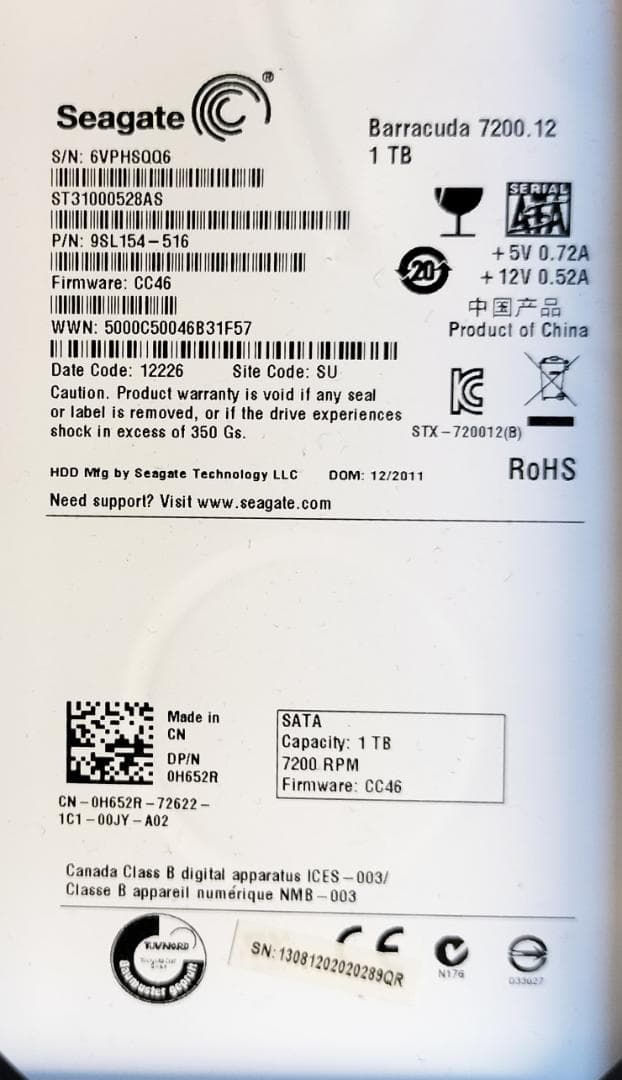 Seagate®
Barracuda 7200.12
1 TB
S/N: 6VPHSQQ6
ST31000528AS
SERIAL
ATA
P/N: 9SL154-516
+5V 0.72A
20
+12V 0.52A
Firmware: CC46
中国产品
Product of China
WWN: 5000C50046B31F57
Date Code: 12226 Site Code: SU
Caution. Product warranty is void if any seal
or label is removed, or if the drive experiences
shock in excess of 350 Gs.
STX-720012(B)
HDD Mfg by Seagate Technology LLC DOM: 12/2011
RoHS
Need support? Visit www.seagate.com
Made in
CN
DP/N
0H652R
CN-0H652R-72622-
1C1-00JY-A02
SATA
Capacity: 1 TB
7200 RPM
Firmware: CC46
Canada Class B digital apparatus ICES-003/
Classe B appareil numérique NMB-003
TUVNORD
Baumuster geprüft
SN:13081202020289QR
CE
N176
D33027